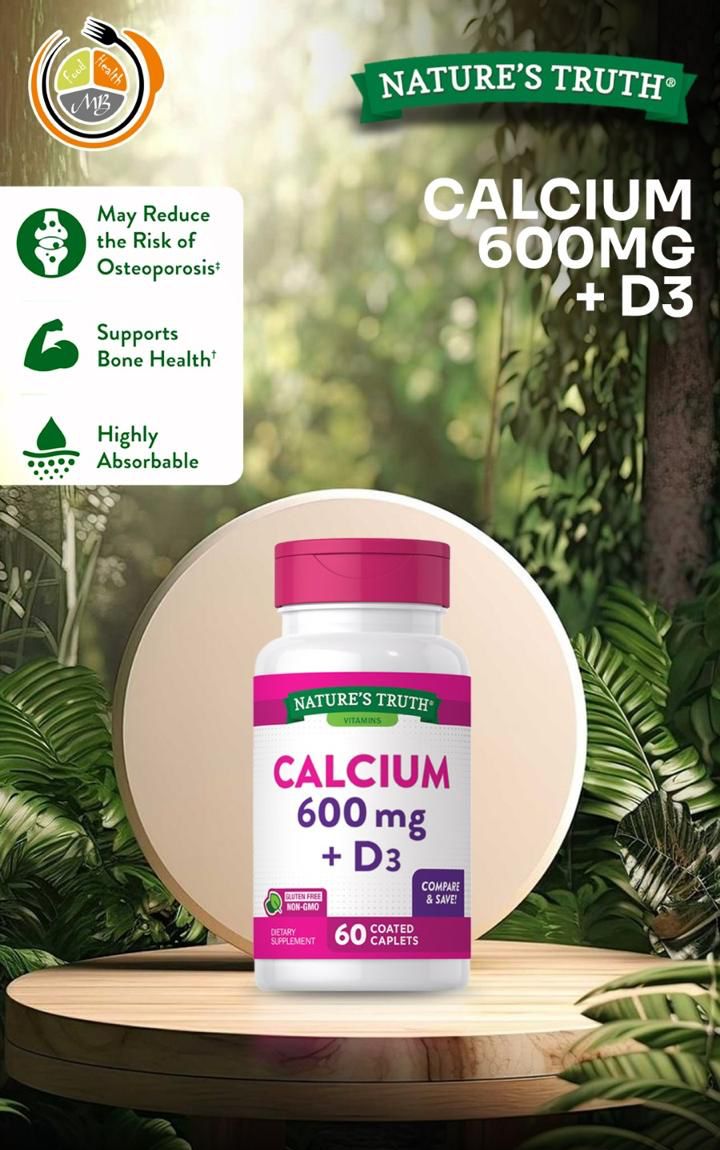 Food
Health
MB
NATURE'S TRUTH®
CALCIUM
600MG
+ D3
May Reduce
the Risk of
Osteoporosis‡
Supports
Bone Health†
Highly
Absorbable
NATURE'S TRUTH®
VITAMINS
CALCIUM
600 mg
+ D3
COMPARE
& SAVE!
GLUTEN FREE
NON-GMO
DIETARY
SUPPLEMENT
60 COATED
CAPLETS